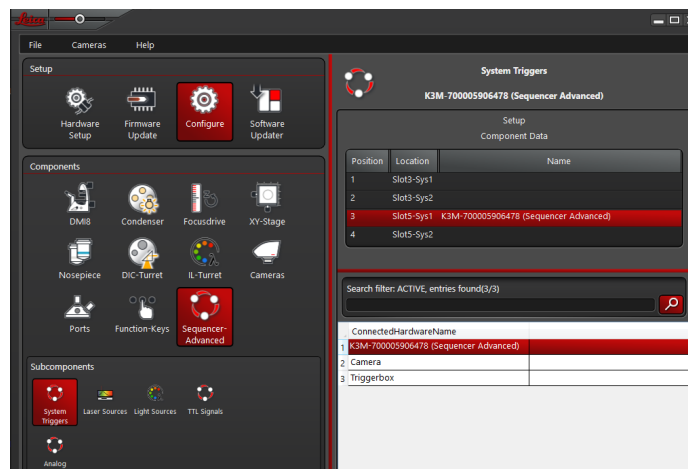 Leica
File Cameras Help
Setup
Hardware Setup
Firmware Update
Configure
Software Updater
Components
DMI8
Condenser
Focusdrive
XY-Stage
Nosepiece
DIC-Turret
IL-Turret
Cameras
Ports
Function-Keys
Sequencer-Advanced
Subcomponents
System Triggers
Laser Sources
Light Sources
TTL Signals
Analog
System Triggers
K3M-700005906478 (Sequencer Advanced)
Setup
Component Data
Position Location Name
1 Slot3-Sys1
2 Slot3-Sys2
3 Slot5-Sys1 K3M-700005906478 (Sequencer Advanced)
4 Slot5-Sys2
Search filter: ACTIVE, entries found(3/3)
ConnectedHardwareName
1 K3M-700005906478 (Sequencer Advanced)
2 Camera
3 Triggerbox